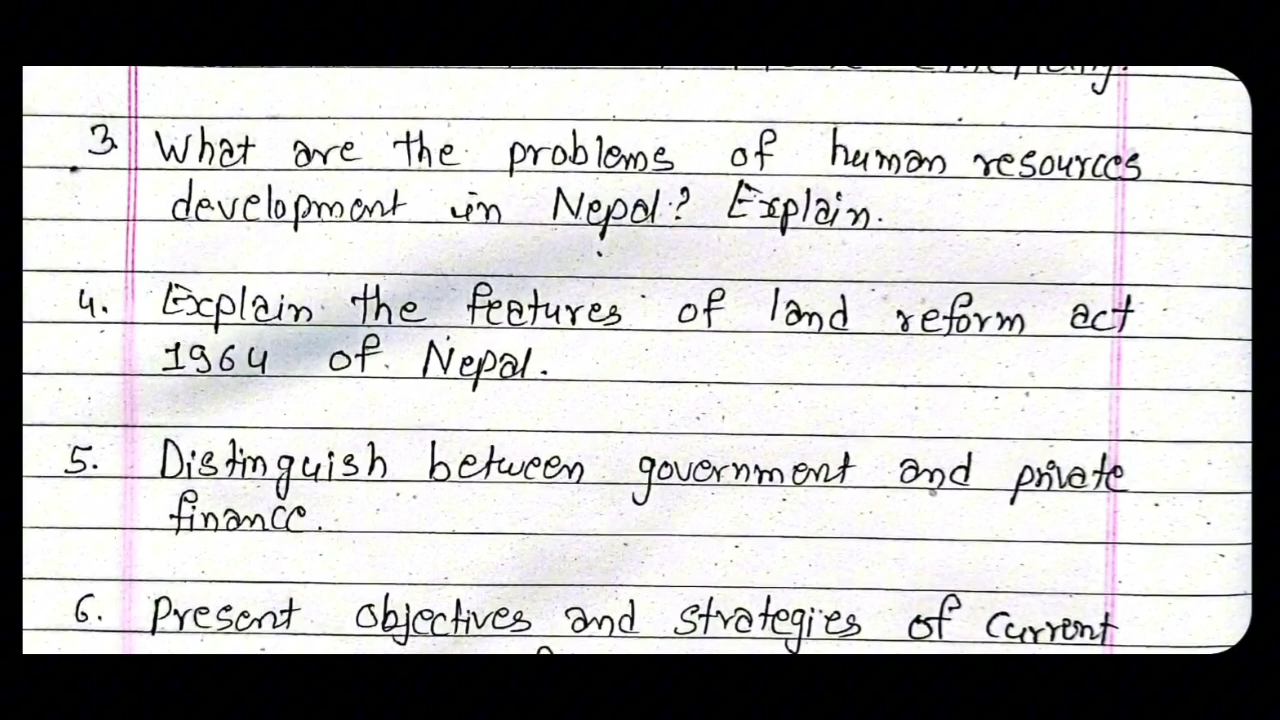 3. What are the problems of human resources
development in Nepal? Explain.
4. Explain the features of land reform act
1964 of Nepal.
5. Distinguish between government and private
finance.
6. Present objectives and strategies of current